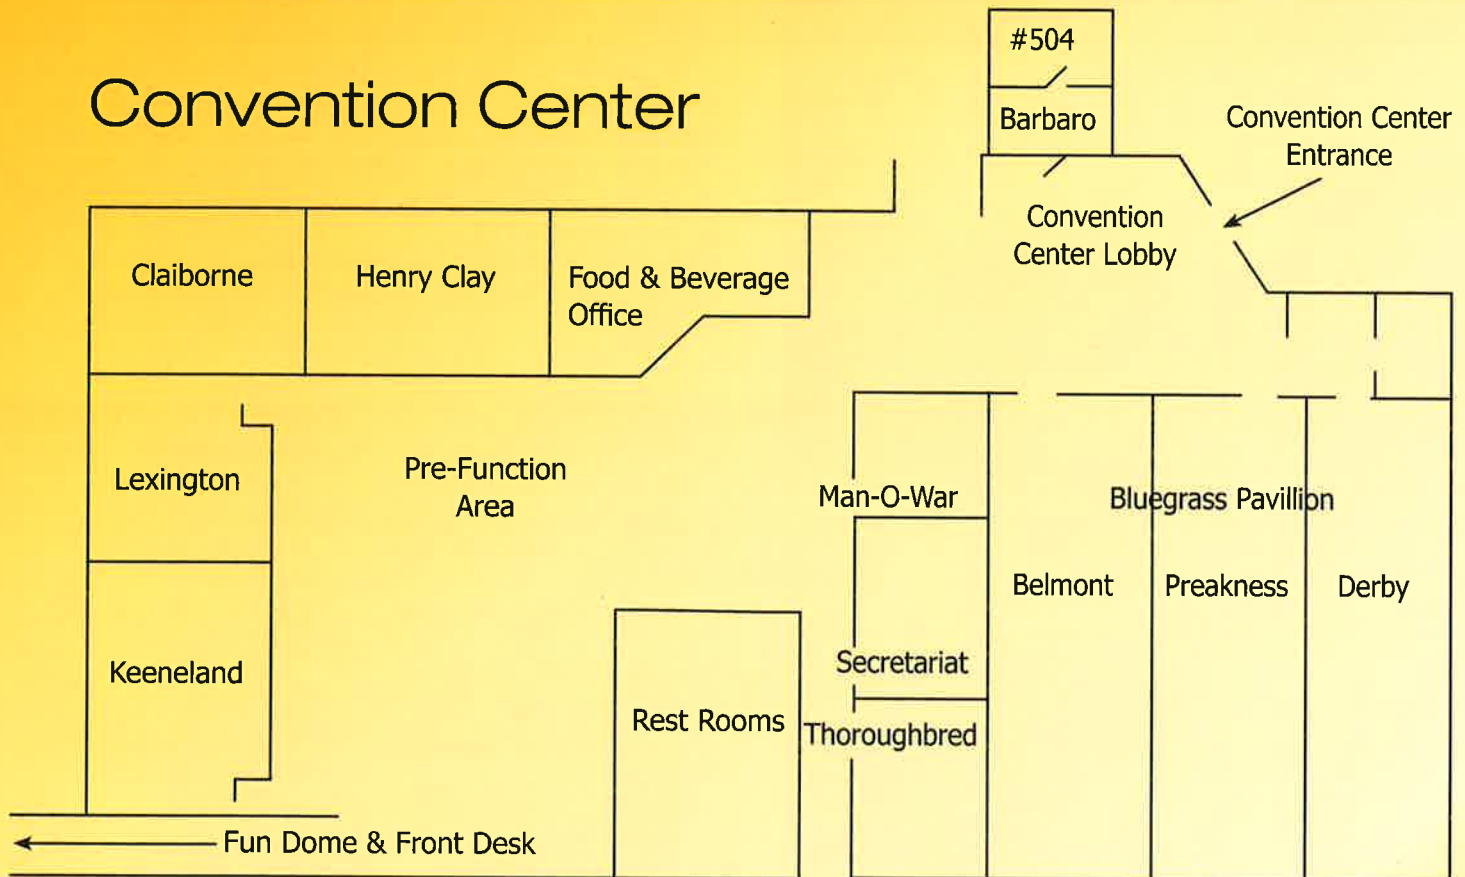 Convention Center
#504
Barbaro
Convention Center
Entrance
Convention
Center Lobby
Claiborne
Henry Clay
Food & Beverage
Office
Lexington
Pre-Function
Area
Man-O-War
Bluegrass Pavillion
Belmont
Preakness
Derby
Keeneland
Secretariat
Rest Rooms
Thoroughbred
Fun Dome & Front Desk